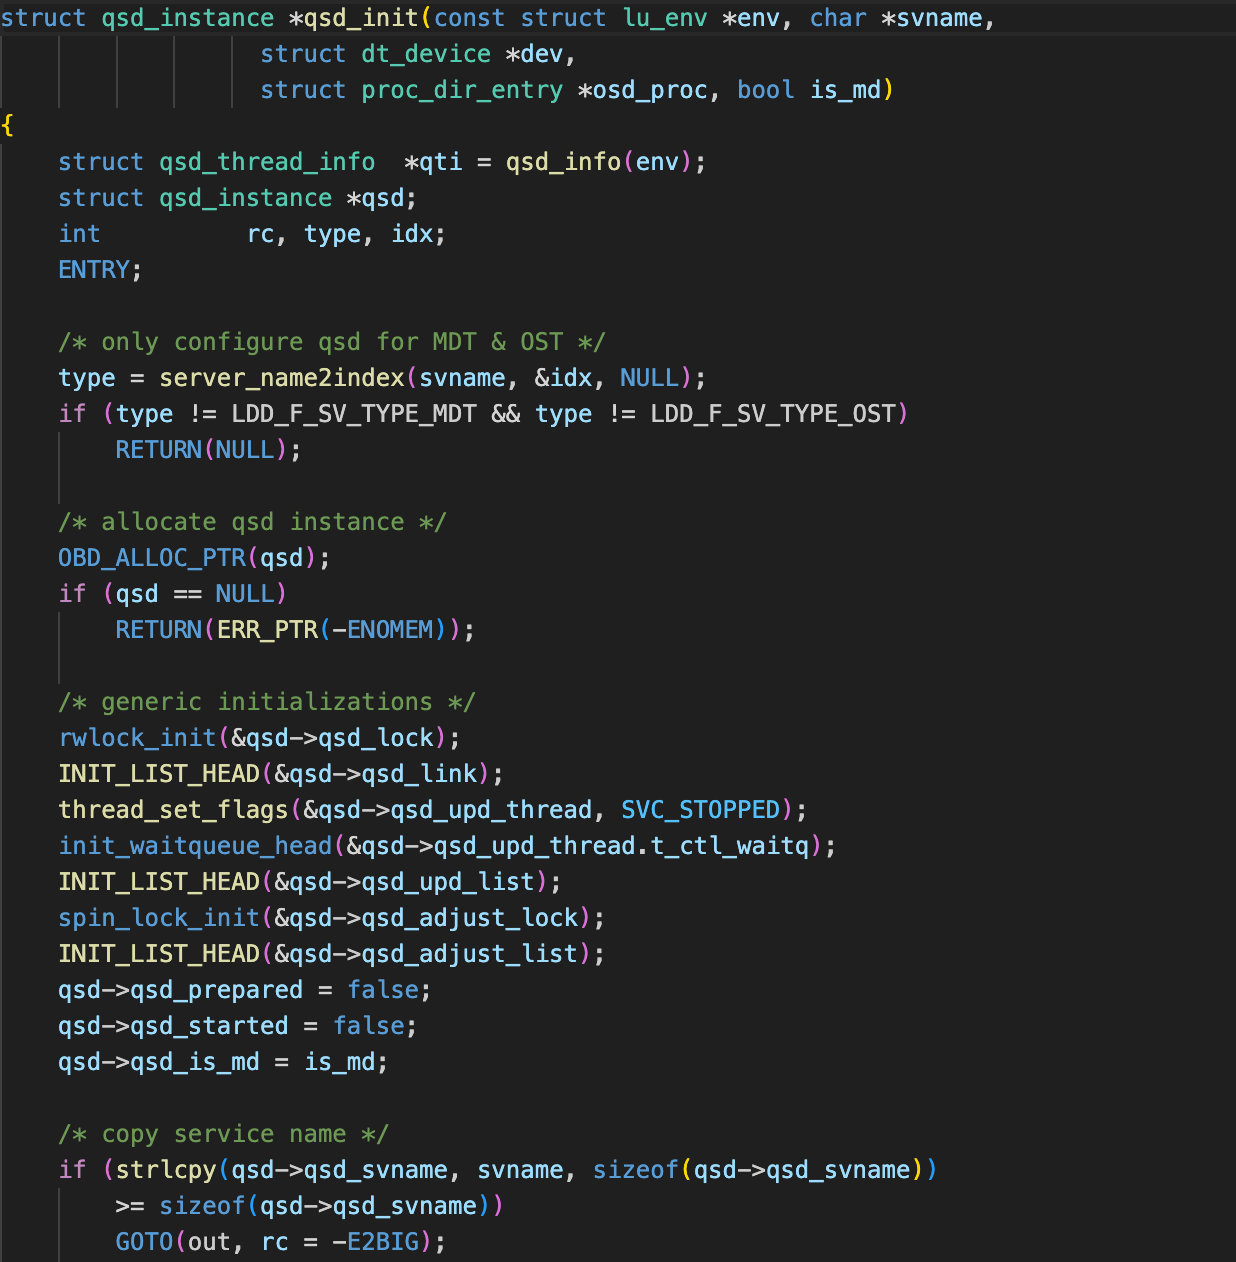 struct qsd_instance *qsd_init(const struct lu_env *env, char *svname,
struct dt_device *dev,
struct proc_dir_entry *osd_proc, bool is_md)
{
struct qsd_thread_info  *qti = qsd_info(env);
struct qsd_instance *qsd;
int          rc, type, idx;
ENTRY;
/* only configure qsd for MDT & OST */
type = server_name2index(svname, &idx, NULL);
if (type != LDD_F_SV_TYPE_MDT && type != LDD_F_SV_TYPE_OST)
RETURN(NULL);
/* allocate qsd instance */
OBD_ALLOC_PTR(qsd);
if (qsd == NULL)
RETURN(ERR_PTR(-ENOMEM));
/* generic initializations */
rwlock_init(&qsd->qsd_lock);
INIT_LIST_HEAD(&qsd->qsd_link);
thread_set_flags(&qsd->qsd_upd_thread, SVC_STOPPED);
init_waitqueue_head(&qsd->qsd_upd_thread.t_ctl_waitq);
INIT_LIST_HEAD(&qsd->qsd_upd_list);
spin_lock_init(&qsd->qsd_adjust_lock);
INIT_LIST_HEAD(&qsd->qsd_adjust_list);
qsd->qsd_prepared = false;
qsd->qsd_started = false;
qsd->qsd_is_md = is_md;
/* copy service name */
if (strlcpy(qsd->qsd_svname, svname, sizeof(qsd->qsd_svname))
>= sizeof(qsd->qsd_svname))
GOTO(out, rc = -E2BIG);